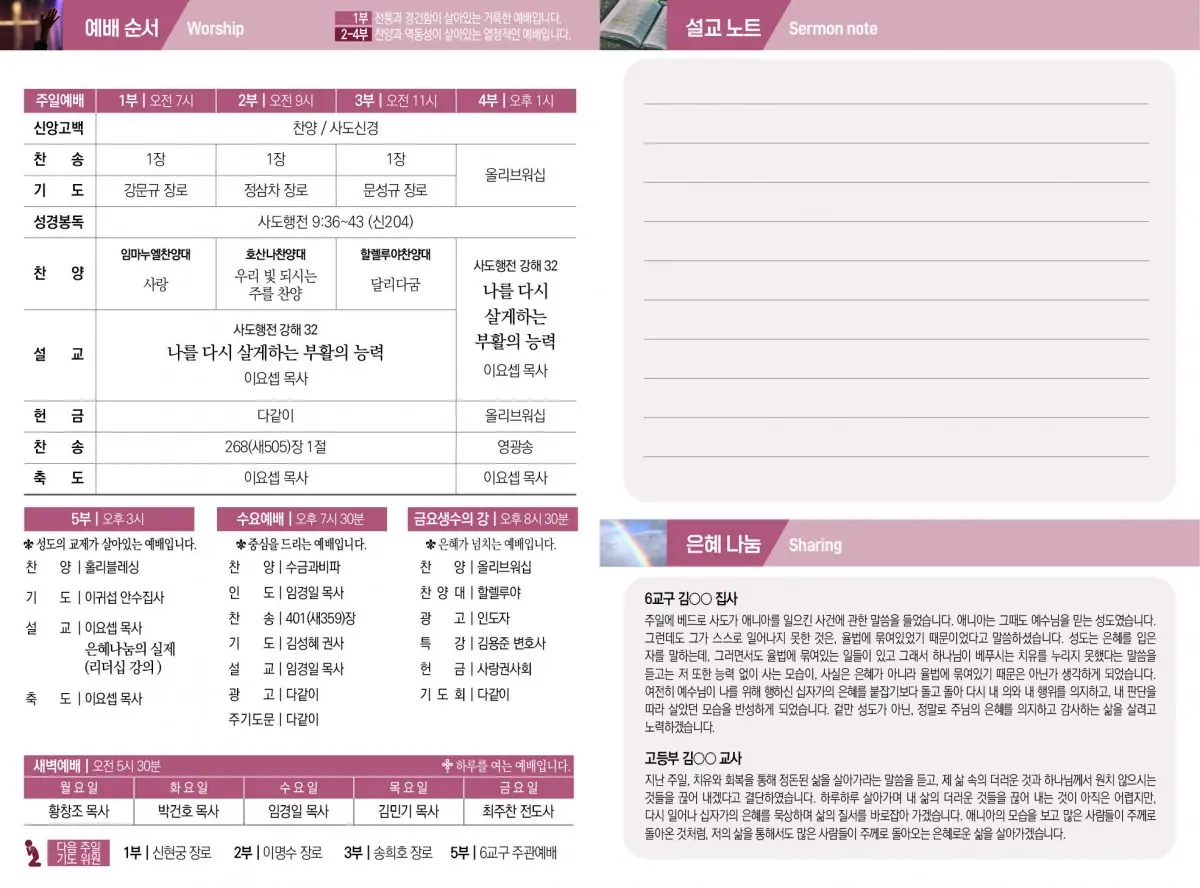 예배 순서 Worship
1부 전통과 경건함이 살아있는 거룩한 예배입니다.
2-4부 찬양과 역동성이 살아있는 열정적인 예배입니다.
주일예배 1부 | 오전 7시 2부 | 오전 9시 3부 | 오전 11시 4부 | 오후 1시
신앙고백 찬양 / 사도신경
찬 송 1장 1장 1장 올리브워십
기 도 강문규 장로 정삼차 장로 문성규 장로
성경봉독 사도행전 9:36~43 (신204)
찬 양
임마누엘찬양대
사랑
호산나찬양대
우리 빛 되시는
주를 찬양
할렐루야찬양대
달리다굼
사도행전 강해 32
나를 다시
살게하는
부활의 능력
이요셉 목사
설 교
사도행전 강해 32
나를 다시 살게하는 부활의 능력
이요셉 목사
헌 금 다같이 올리브워십
찬 송 268(새505)장 1절 영광송
축 도 이요셉 목사 이요셉 목사
5부 | 오후 3시
성도의 교제가 살아있는 예배입니다.
찬 양 | 홀리블레싱
기 도 | 이귀섭 안수집사
설 교 | 이요셉 목사
은혜나눔의 실제
(리더십 강의)
축 도 | 이요셉 목사
수요예배 | 오후 7시 30분
중심을 드리는 예배입니다.
찬 양 | 수금과비파
인 도 | 임경일 목사
찬 송 | 401(새359)장
기 도 | 김성혜 권사
설 교 | 임경일 목사
광 고 | 다같이
주기도문 | 다같이
금요생수의 강 | 오후 8시 30분
은혜가 넘치는 예배입니다.
찬 양 | 올리브워십
찬 양 대 | 할렐루야
광 고 | 인도자
특 강 | 김용준 변호사
헌 금 | 사랑권사회
기 도 회 | 다같이
새벽예배 | 오전 5시 30분 하루를 여는 예배입니다.
월요일 화요일 수요일 목요일 금요일
황창조 목사 박건호 목사 임경일 목사 김민기 목사 최주찬 전도사
다음 주일
기도 위원
1부 | 신현궁 장로 2부 | 이명수 장로 3부 | 송희호 장로 5부 | 6교구 주관예배
설교 노트 Sermon note
은혜 나눔 Sharing
6교구 김○○ 집사
주일에 베드로 사도가 애니아를 일으킨 사건에 관한 말씀을 들었습니다. 애니아는 그때도 예수님을 믿는 성도였습니다.
그런데도 그가 스스로 일어나지 못한 것은, 율법에 묶여있었기 때문이었다고 말씀하셨습니다. 성도는 은혜를 입은
자를 말하는데, 그러면서도 율법에 묶여있는 일들이 있고 그래서 하나님이 베푸시는 치유를 누리지 못했다는 말씀을
듣고는 저 또한 능력 없이 사는 모습이, 사실은 은혜가 아니라 율법에 묶여있기 때문은 아닌가 생각하게 되었습니다.
여전히 예수님이 나를 위해 행하신 십자가의 은혜를 붙잡기보다 돌고 돌아 다시 내 의와 내 행위를 의지하고, 내 판단을
따라 살았던 모습을 반성하게 되었습니다. 겉만 성도가 아닌, 정말로 주님의 은혜를 의지하고 감사하는 삶을 살려고
노력하겠습니다.
고등부 김○○ 교사
지난 주일, 치유와 회복을 통해 정돈된 삶을 살아가라는 말씀을 듣고, 제 삶 속의 더러운 것과 하나님께서 원치 않으시는
것들을 끊어 내겠다고 결단하였습니다. 하루하루 살아가며 내 삶의 더러운 것들을 끊어 내는 것이 아직은 어렵지만,
다시 일어나 십자가의 은혜를 묵상하며 삶의 질서를 바로잡아 가겠습니다. 애니아의 모습을 보고 많은 사람들이 주께로
돌아온 것처럼, 저의 삶을 통해서도 많은 사람들이 주께로 돌아오는 은혜로운 삶을 살아가겠습니다.